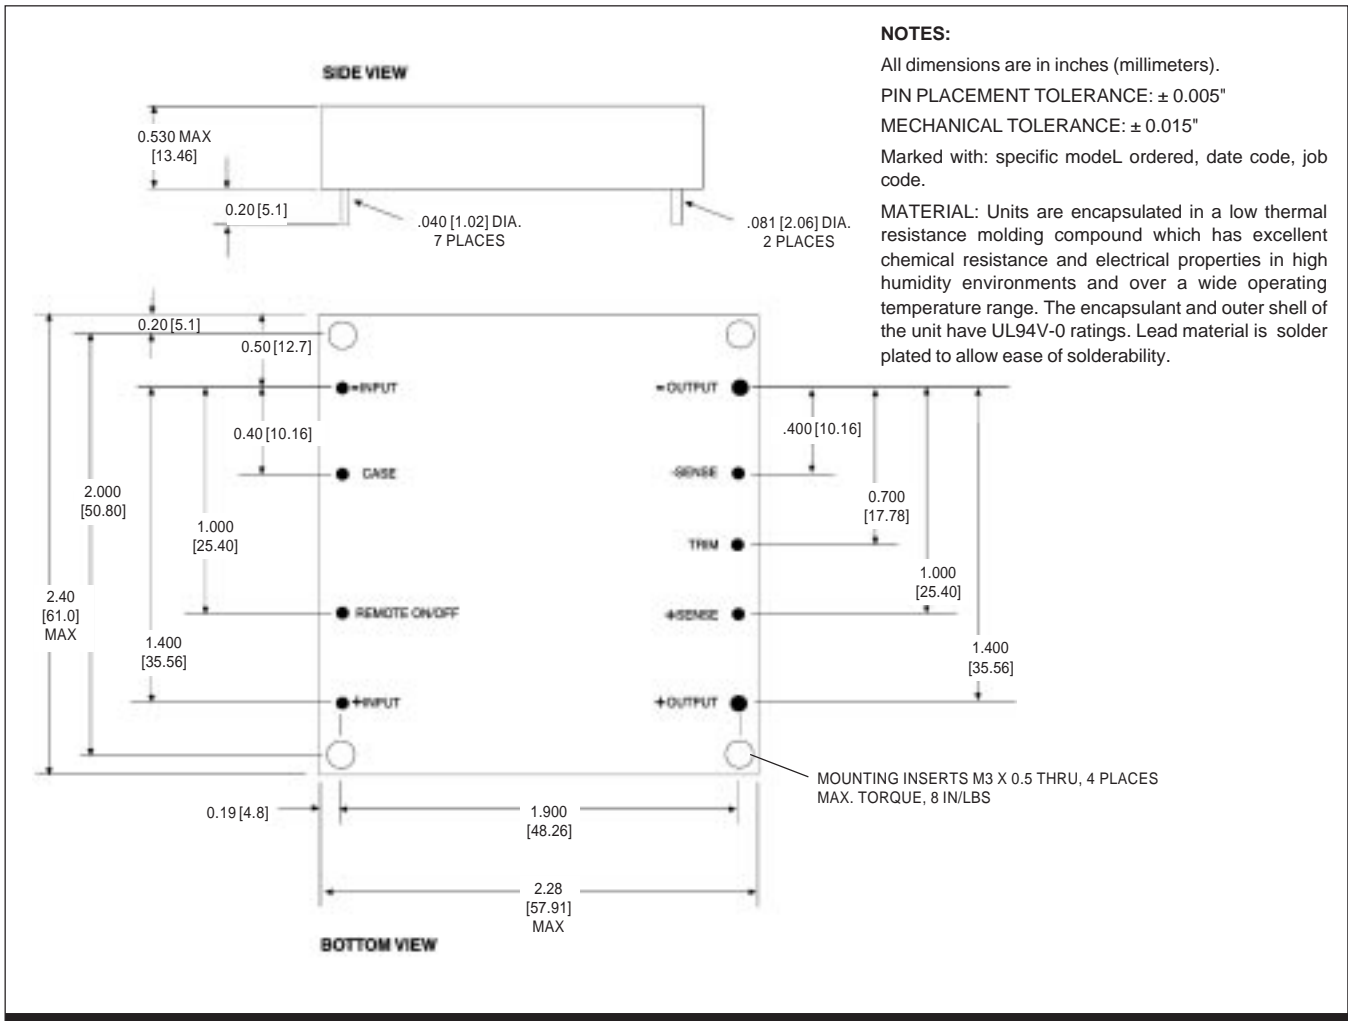 SIDE VIEW
0.530 MAX
[13.46]
0.20 [5.1]
.040 [1.02] DIA.
7 PLACES
.081 [2.06] DIA.
2 PLACES
NOTES:
All dimensions are in inches (millimeters).
PIN PLACEMENT TOLERANCE: ± 0.005"
MECHANICAL TOLERANCE: ± 0.015"
Marked with: specific modeL ordered, date code, job
code.
MATERIAL: Units are encapsulated in a low thermal
resistance molding compound which has excellent
chemical resistance and electrical properties in high
humidity environments and over a wide operating
temperature range. The encapsulant and outer shell of
the unit have UL94V-0 ratings. Lead material is solder
plated to allow ease of solderability.
0.20 [5.1]
0.50 [12.7]
-INPUT
-OUTPUT
0.40 [10.16]
.400 [10.16]
CASE
-SENSE
2.000
[50.80]
0.700
[17.78]
1.000
[25.40]
TRIM
1.000
[25.40]
2.40
[61.0]
MAX
REMOTE ON/OFF
+SENSE
1.400
[35.56]
1.400
[35.56]
+INPUT
+OUTPUT
MOUNTING INSERTS M3 X 0.5 THRU, 4 PLACES
MAX. TORQUE, 8 IN/LBS
0.19 [4.8]
1.900
[48.26]
2.28
[57.91]
MAX
BOTTOM VIEW